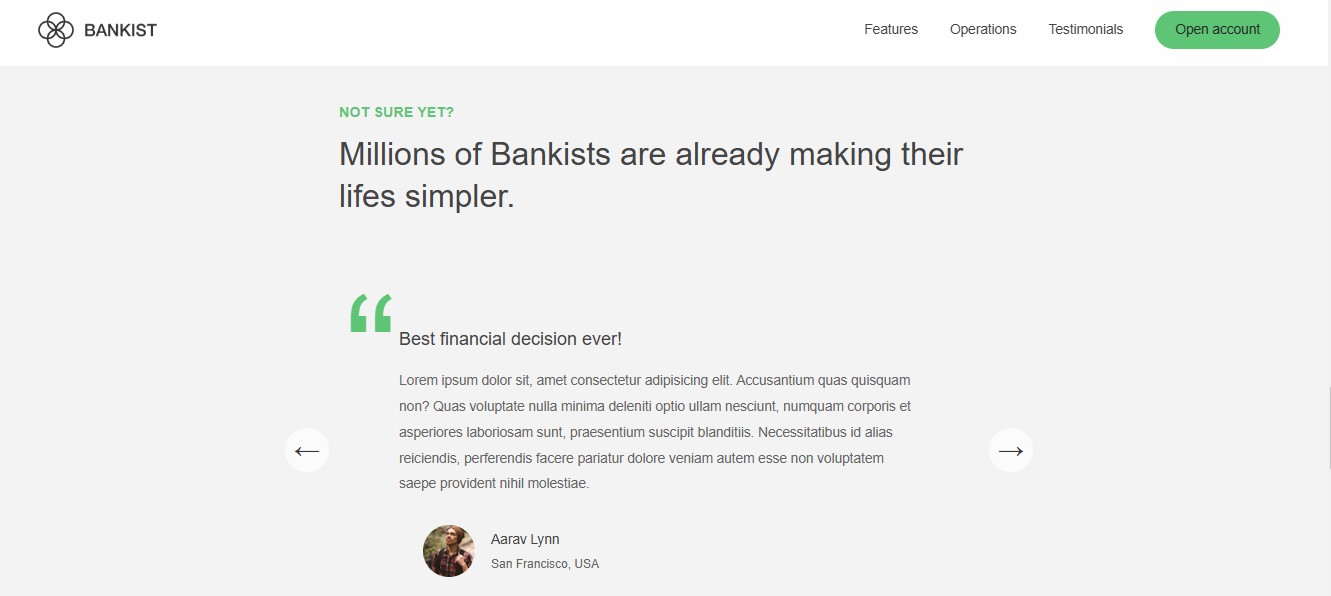 BANKIST
Features
Operations
Testimonials
Open account
NOT SURE YET?
Millions of Bankists are already making their
lifes simpler.
“
Best financial decision ever!
Lorem ipsum dolor sit, amet consectetur adipisicing elit. Accusantium quas quisquam
non? Quas voluptate nulla minima deleniti optio ullam nesciunt, numquam corporis et
asperiores laboriosam sunt, praesentium suscipit blanditiis. Necessitatibus id alias
reiciendis, perferendis facere pariatur dolore veniam autem esse non voluptatem
saepe provident nihil molestiae.
←
→
Aarav Lynn
San Francisco, USA